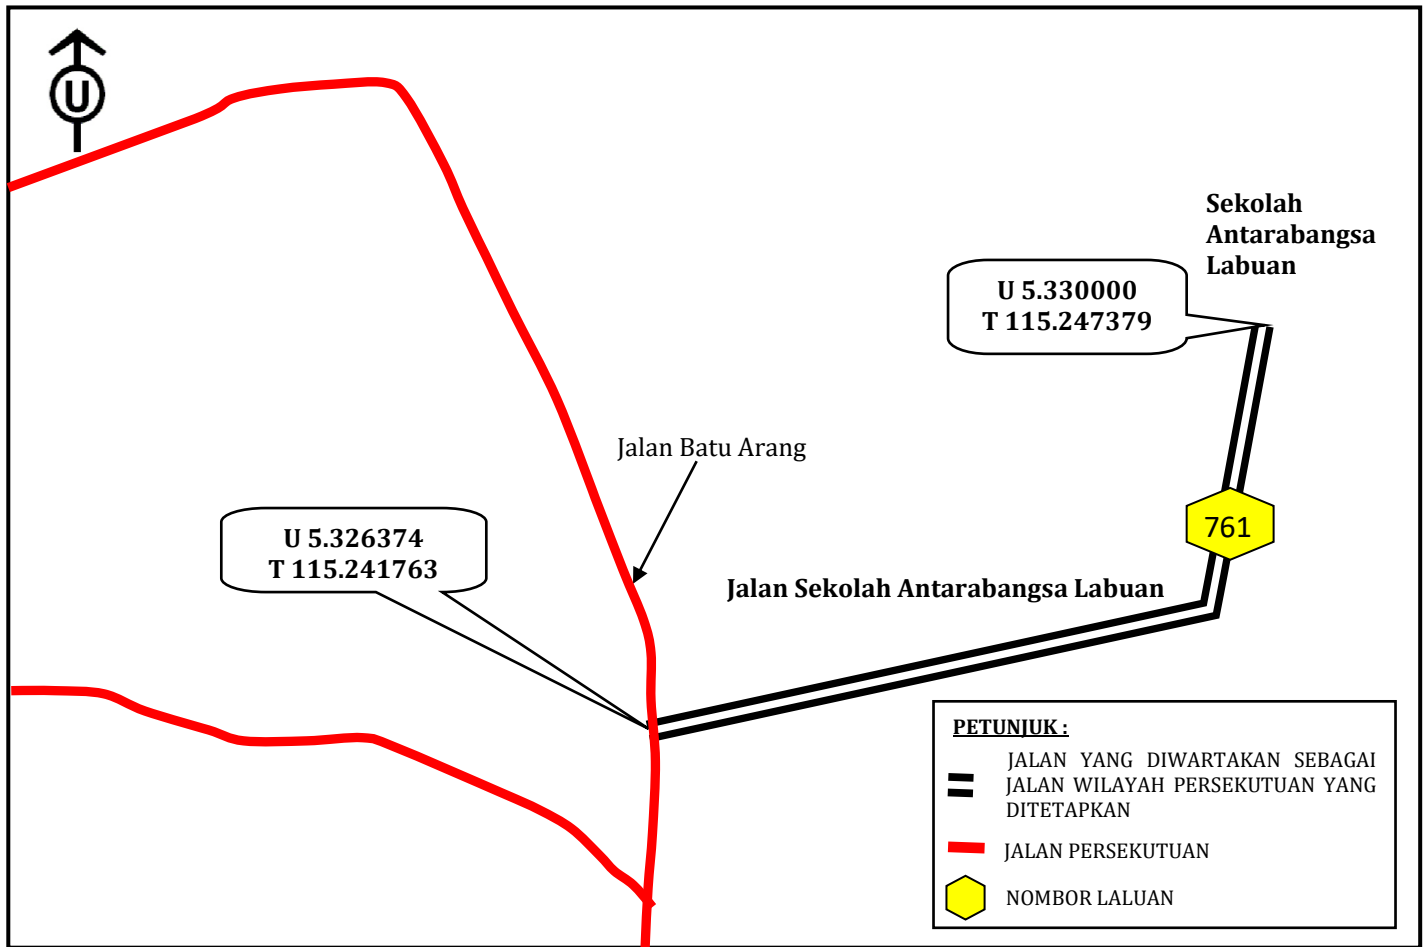 U
Sekolah
Antarabangsa
Labuan
U 5.330000
T 115.247379
Jalan Batu Arang
U 5.326374
T 115.241763
761
Jalan Sekolah Antarabangsa Labuan
PETUNJUK :
JALAN YANG DIWARTAKAN SEBAGAI
JALAN WILAYAH PERSEKUTUAN YANG
DITETAPKAN
JALAN PERSEKUTUAN
NOMBOR LALUAN